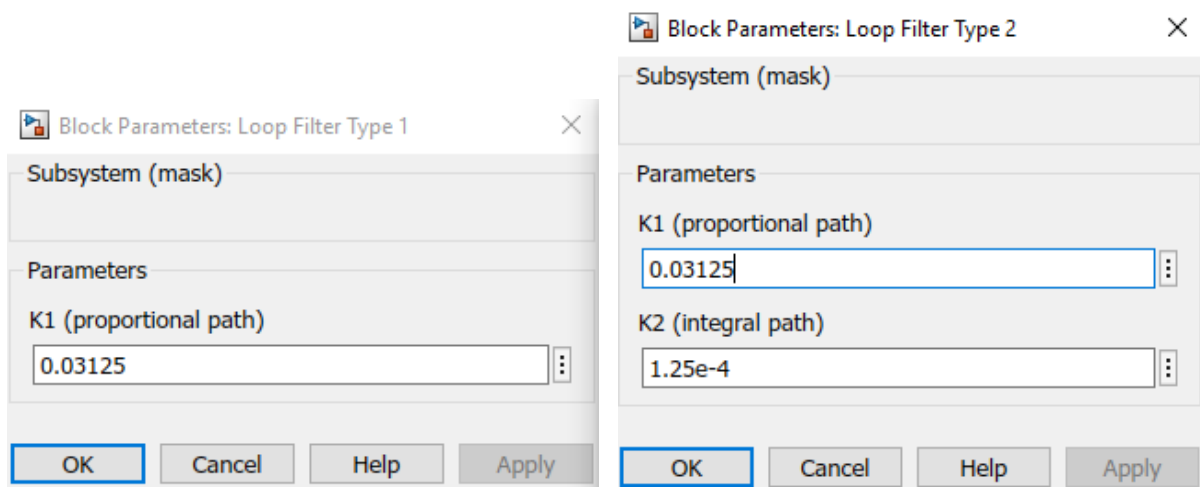 Block Parameters: Loop Filter Type 1
Subsystem (mask)
Parameters
K1 (proportional path)
0.03125
OK Cancel Help Apply
Block Parameters: Loop Filter Type 2
Subsystem (mask)
Parameters
K1 (proportional path)
0.03125
K2 (integral path)
1.25e-4
OK Cancel Help Apply